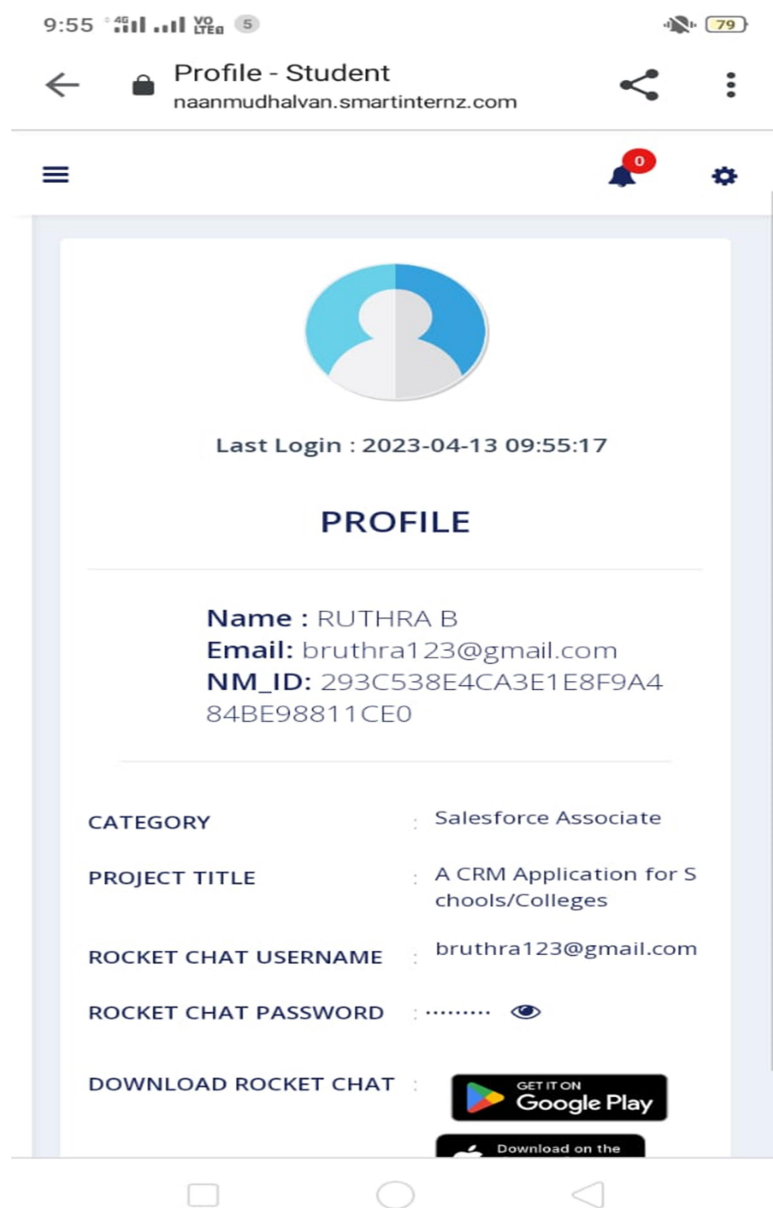 9:55 4G VO LTE 5 79
Profile - Student
naanmudhalvan.smartinternz.com
0
Last Login : 2023-04-13 09:55:17
PROFILE
Name : RUTHRA B
Email: bruthra123@gmail.com
NM_ID: 293C538E4CA3E1E8F9A4
84BE98811CE0
CATEGORY : Salesforce Associate
PROJECT TITLE : A CRM Application for S
chools/Colleges
ROCKET CHAT USERNAME : bruthra123@gmail.com
ROCKET CHAT PASSWORD : ·········
DOWNLOAD ROCKET CHAT :
GET IT ON
Google Play
Download on the